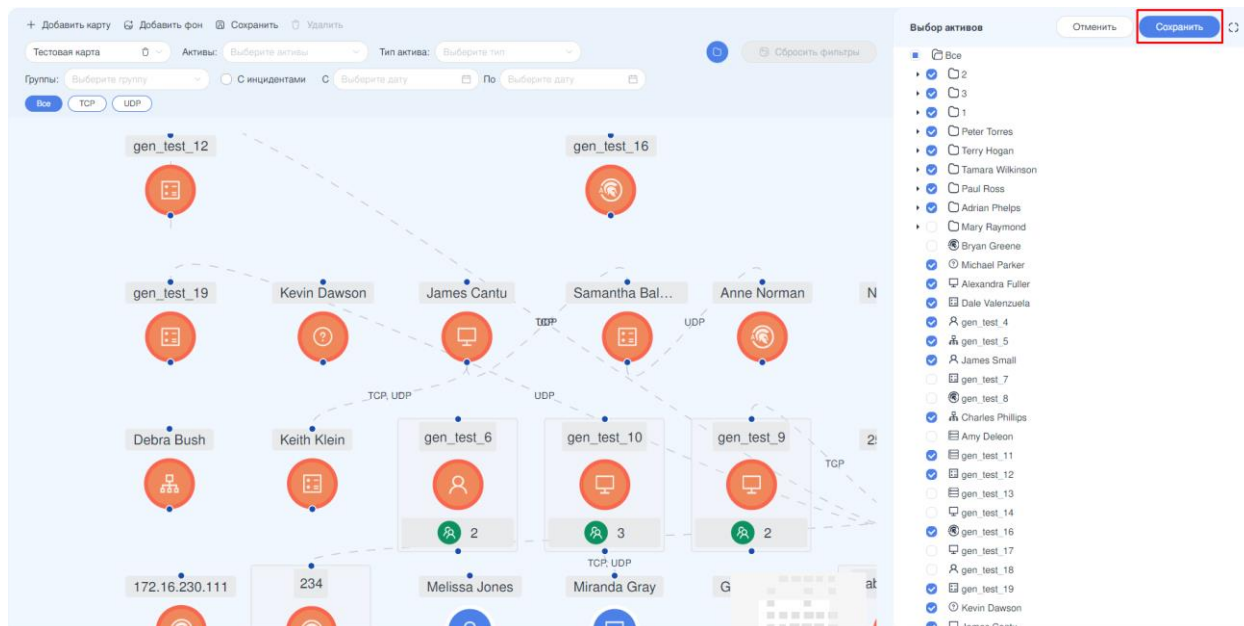 + Добавить карту Добавить фон Сохранить Удалить
Тестовая карта Активы: Выберите активы Тип актива: Выберите тип Сбросить фильтры
Группы: Выберите группу С инцидентами С Выберите дату По Выберите дату
Все TCP UDP
gen_test_12 gen_test_16
gen_test_19 Kevin Dawson James Cantu Samantha Bal... Anne Norman N
UDP
TCP, UDP UDP
Debra Bush Keith Klein gen_test_6 gen_test_10 gen_test_9
TCP
2 3 2
TCP, UDP
172.16.230.111 234 Melissa Jones Miranda Gray G
Выбор активов Отменить Сохранить
Все
2
3
1
Peter Torres
Terry Hogan
Tamara Wilkinson
Paul Ross
Adrian Phelps
Mary Raymond
Bryan Greene
Michael Parker
Alexandra Fuller
Dale Valenzuela
gen_test_4
gen_test_5
James Small
gen_test_7
gen_test_8
Charles Phillips
Amy Deleon
gen_test_11
gen_test_12
gen_test_13
gen_test_14
gen_test_16
gen_test_17
gen_test_18
gen_test_19
Kevin Dawson
James Cantu